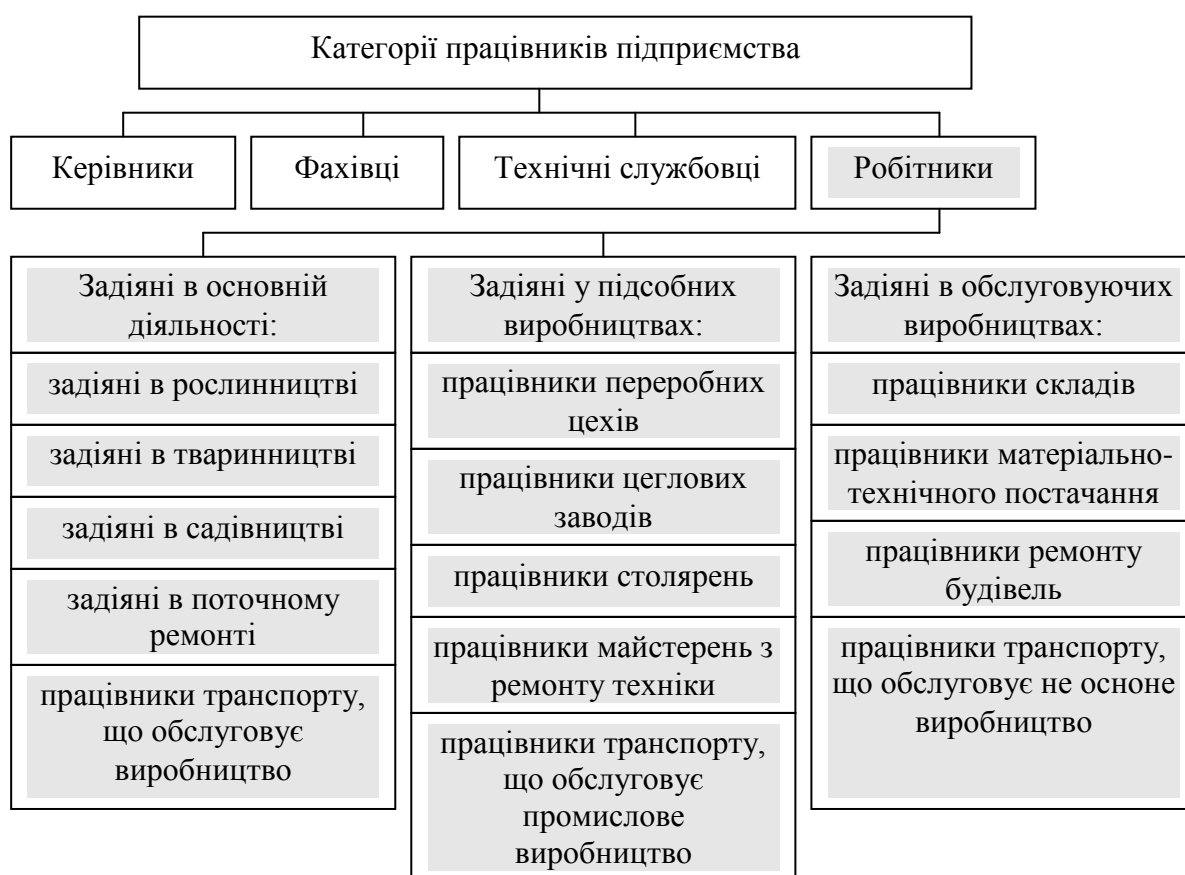 Категорії працівників підприємства
Керівники
Фахівці
Технічні службовці
Робітники
Задіяні в основній
діяльності:
задіяні в рослинництві
задіяні в тваринництві
задіяні в садівництві
задіяні в поточному
ремонті
працівники транспорту,
що обслуговує
виробництво
Задіяні у підсобних
виробництвах:
працівники переробних
цехів
працівники цеглових
заводів
працівники столярень
працівники майстерень з
ремонту техніки
працівники транспорту,
що обслуговує
промислове
виробництво
Задіяні в обслуговуючих
виробництвах:
працівники складів
працівники матеріально-
технічного постачання
працівники ремонту
будівель
працівники транспорту,
що обслуговує не осноне
виробництво